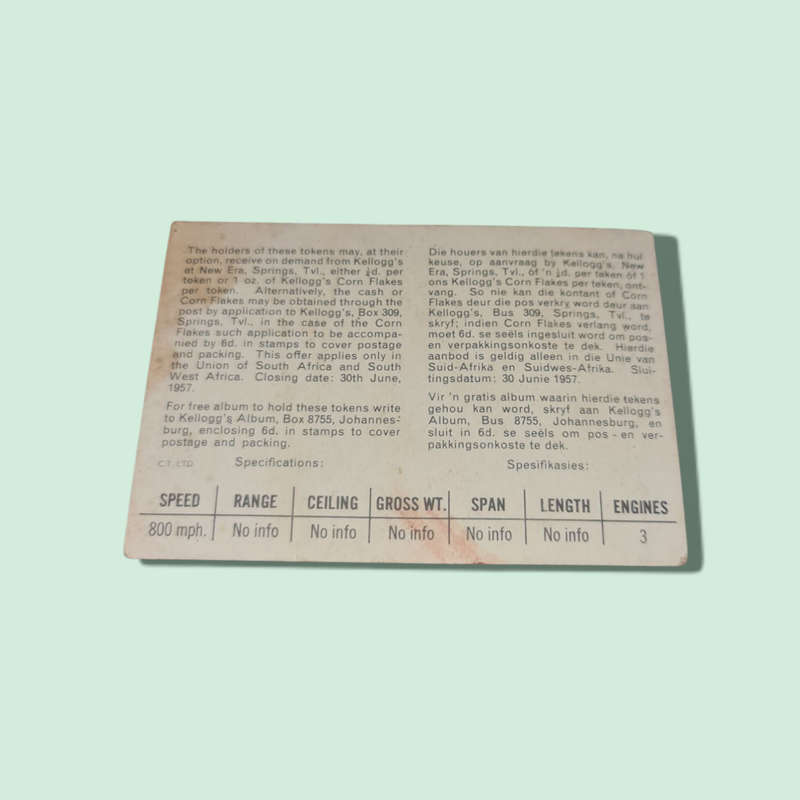 The holders of these tokens may, at their
option, receive on demand from Kellogg's
at New Era, Springs, Tvl., either ½d. per
token or 1 oz. of Kellogg's Corn Flakes
per token. Alternatively, the cash or
Corn Flakes may be obtained through the
post by application to Kellogg's, Box 309,
Springs, Tvl., in the case of the Corn
Flakes such application to be accompa-
nied by 6d. in stamps to cover postage
and packing. This offer applies only in
the Union of South Africa and South
West Africa. Closing date: 30th June,
1957.
For free album to hold these tokens write
to Kellogg's Album, Box 8755, Johannes-
burg, enclosing 6d. in stamps to cover
postage and packing.
C.T. LTD.
Specifications:
Die houers van hierdie tekens kan, na hul
keuse, op aanvraag by Kellogg's, New
Era, Springs, Tvl., óf 'n ½d. per teken óf 1
ons Kellogg's Corn Flakes per teken, ont-
vang. So nie kan die kontant of Corn
Flakes deur die pos verkry word deur aan
Kellogg's, Bus 309, Springs, Tvl., te
skryf; indien Corn Flakes verlang word,
moet 6d. se seëls ingesluit word om pos-
en verpakkingsonkoste te dek. Hierdie
aanbod is geldig alleen in die Unie van
Suid-Afrika en Suidwes-Afrika. Slui-
tingsdatum: 30 Junie 1957.
Vir 'n gratis album waarin hierdie tekens
gehou kan word, skryf aan Kellogg's
Album, Bus 8755, Johannesburg, en
sluit in 6d. se seëls om pos - en ver-
pakkingsonkoste te dek.
Spesifikasies:
SPEED RANGE CEILING GROSS WT. SPAN LENGTH ENGINES
800 mph. No info No info No info No info No info 3